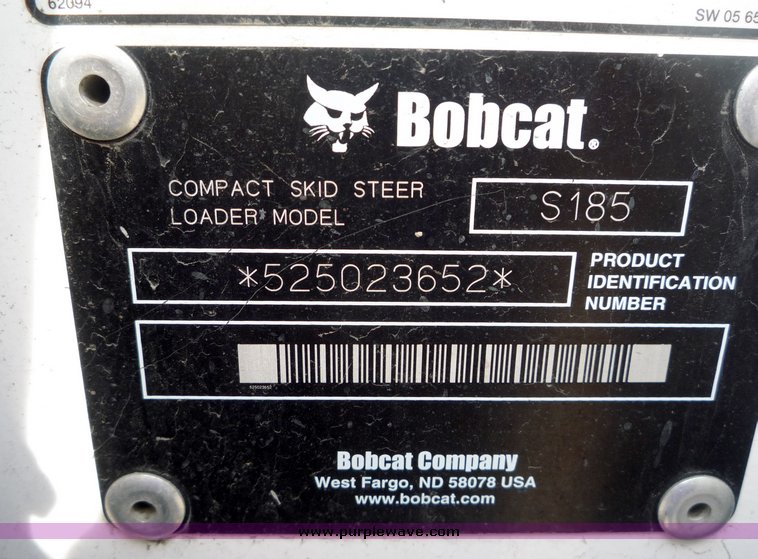 62094
SW 05 65
Bobcat.®
COMPACT SKID STEER
LOADER MODEL
S185
*525023652*
PRODUCT
IDENTIFICATION
NUMBER
525023652
Bobcat Company
West Fargo, ND 58078 USA
www.bobcat.com
www.purplewave.com